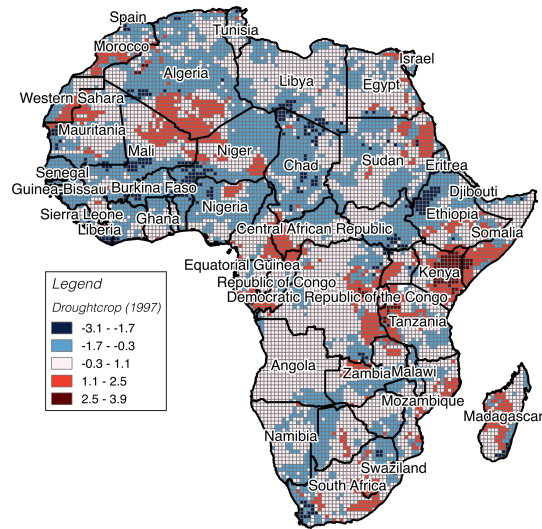 Spain
Tunisia
Morocco
Israel
Algeria
Libya
Egypt
Western Sahara
Mauritania
Mali
Niger
Chad
Sudan
Eritrea
Senegal
Djibouti
Guinea-Bissau
Burkina Faso
Nigeria
Ethiopia
Sierra Leone
Ghana
Central African Republic
Somalia
Liberia
Equatorial Guinea
Kenya
Republic of Congo
Democratic Republic of the Congo
Tanzania
Angola
Zambia
Malawi
Mozambique
Madagascar
Namibia
Swaziland
South Africa
Legend
Droughtcrop (1997)
-3.1 - -1.7
-1.7 - -0.3
-0.3 - 1.1
1.1 - 2.5
2.5 - 3.9